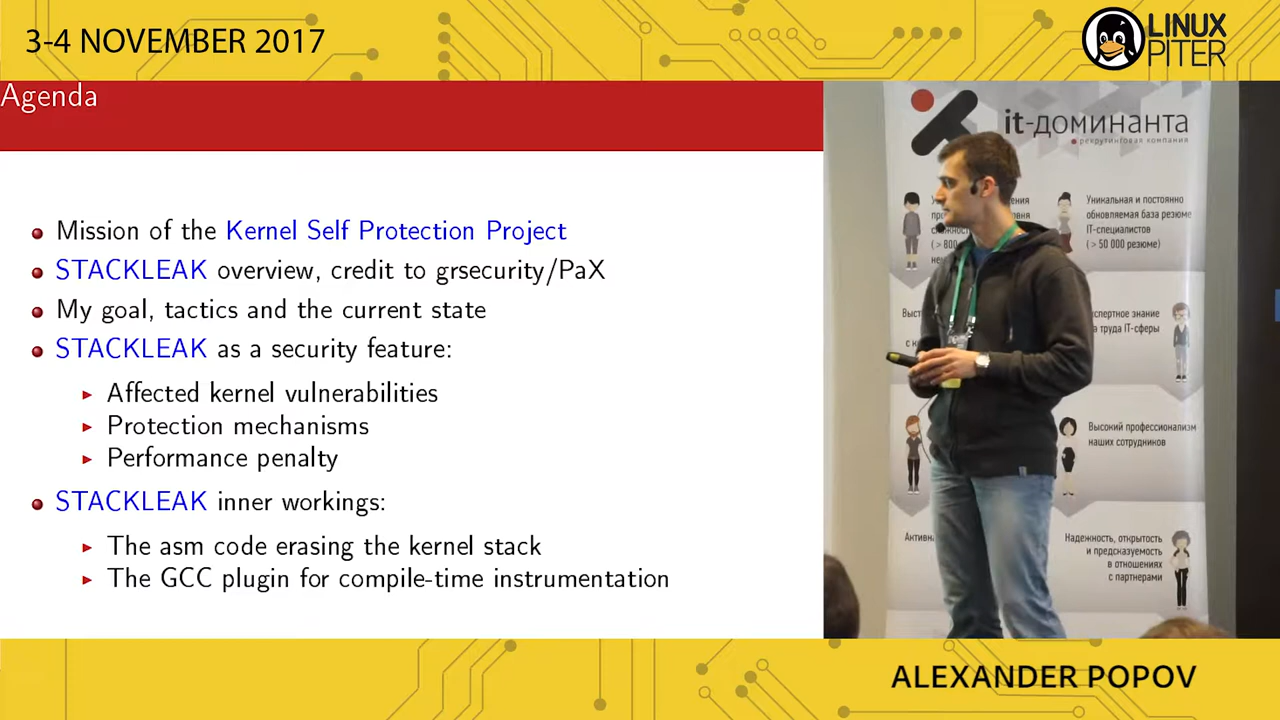 3-4 NOVEMBER 2017
LINUX
PITER
Agenda
Mission of the Kernel Self Protection Project
STACKLEAK overview, credit to grsecurity/PaX
My goal, tactics and the current state
STACKLEAK as a security feature:
Affected kernel vulnerabilities
Protection mechanisms
Performance penalty
STACKLEAK inner workings:
The asm code erasing the kernel stack
The GCC plugin for compile-time instrumentation
it-доминанта
рекрутинговая компания
Уникальная и постоянно
обновляемая база резюме
IT-специалистов
(> 50 000 резюме)
(> 800
труда IT-сферы
знание
Высокий профессионализм
наших сотрудников
Надежность, открытость
и предсказуемость
в отношениях
с партнерами
ALEXANDER POPOV